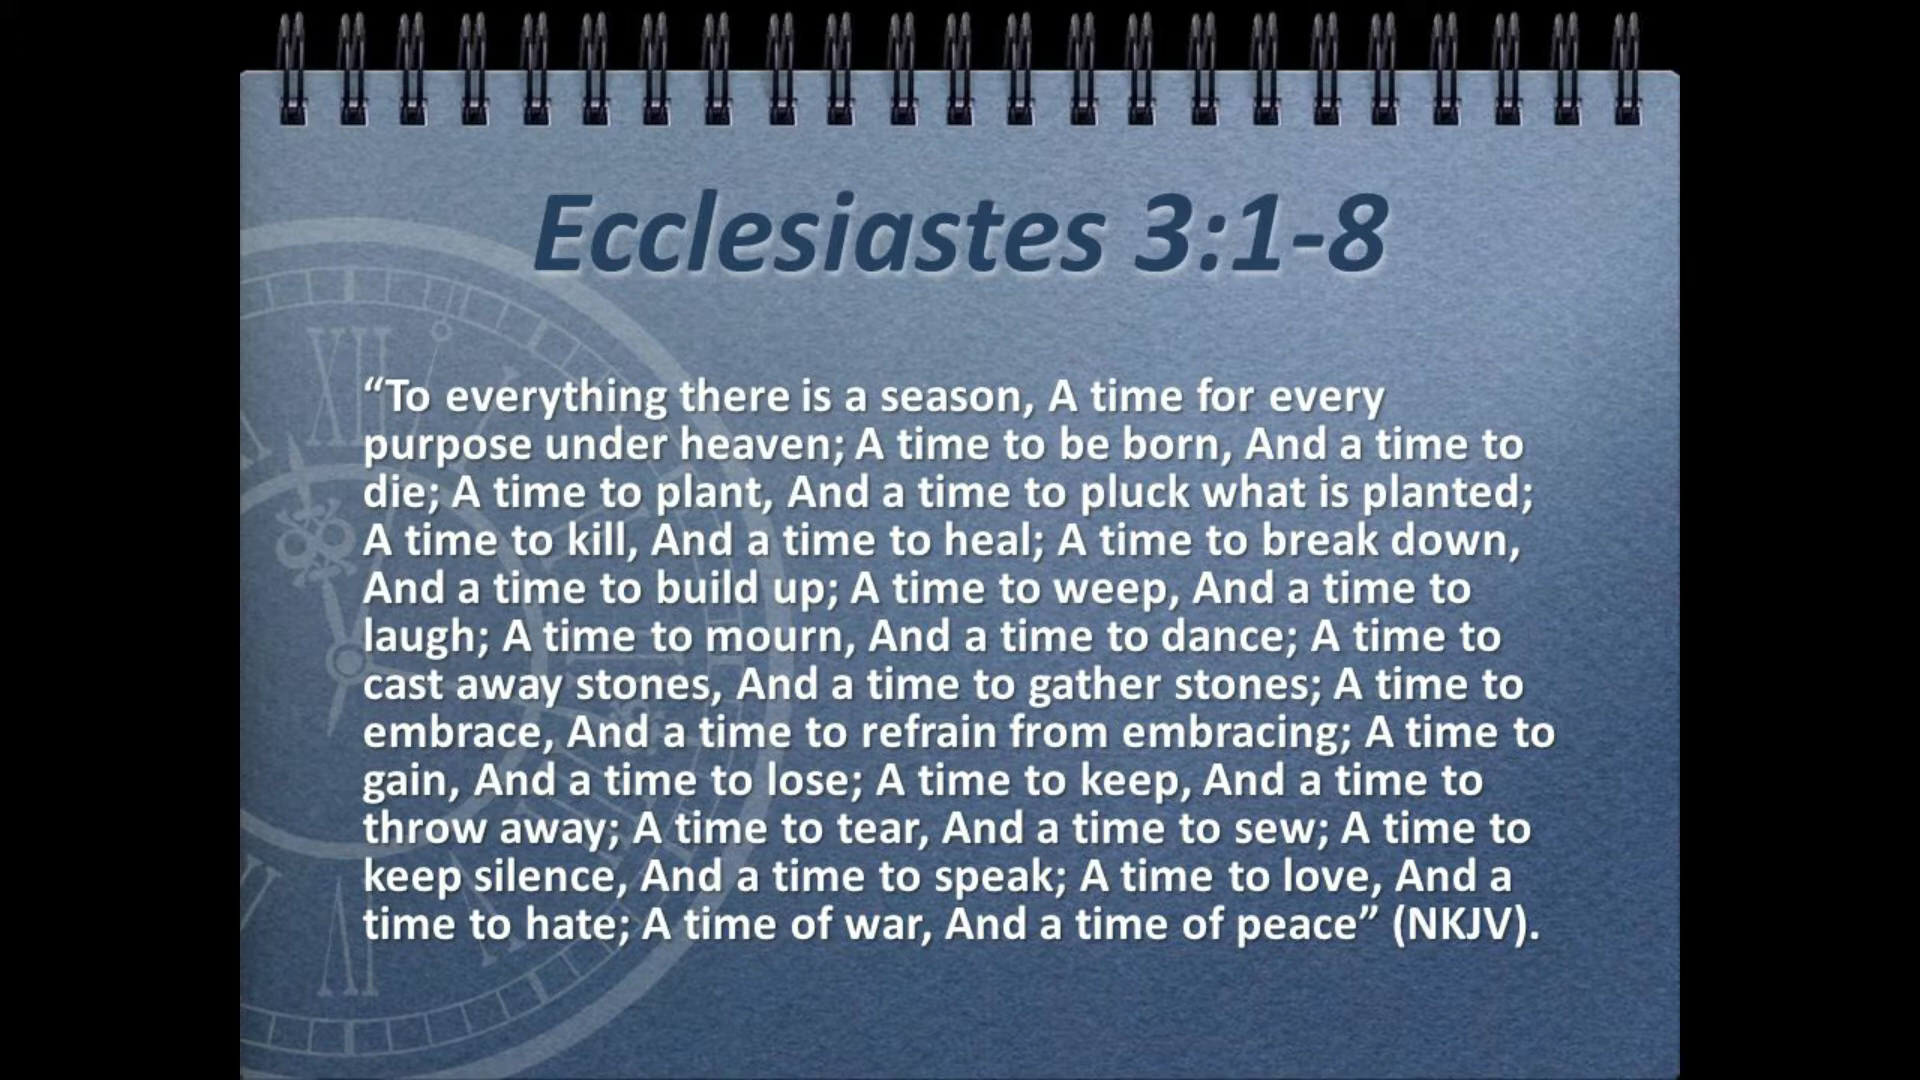 Ecclesiastes 3:1-8
“To everything there is a season, A time for every
purpose under heaven; A time to be born, And a time to
die; A time to plant, And a time to pluck what is planted;
A time to kill, And a time to heal; A time to break down,
And a time to build up; A time to weep, And a time to
laugh; A time to mourn, And a time to dance; A time to
cast away stones, And a time to gather stones; A time to
embrace, And a time to refrain from embracing; A time to
gain, And a time to lose; A time to keep, And a time to
throw away; A time to tear, And a time to sew; A time to
keep silence, And a time to speak; A time to love, And a
time to hate; A time of war, And a time of peace” (NKJV).
XII